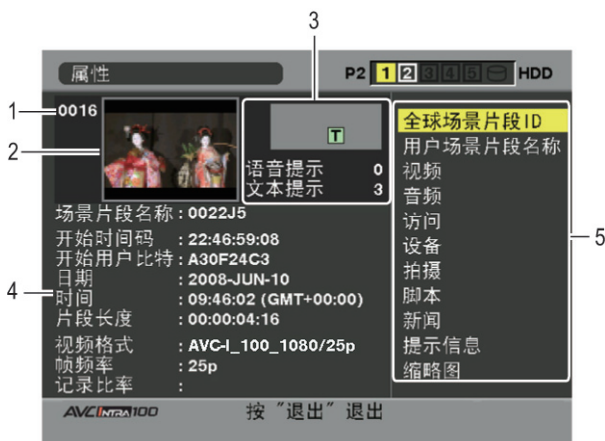 3
属性
P2 1 2 3 4 5 HDD
1
0016
2
T
语音提示 0
文本提示 3
场景片段名称 : 0022J5
开始时间码 : 22:46:59:08
开始用户比特 : A30F24C3
日期 : 2008-JUN-10
4
时间 : 09:46:02 (GMT+00:00)
片段长度 : 00:00:04:16
视频格式 : AVC-I_100_1080/25p
帧频率 : 25p
记录比率 :
全球场景片段ID
用户场景片段名称
视频
音频
访问
设备
拍摄
脚本
新闻
提示信息
缩略图
5
AVCINTRA100
按 "退出" 退出